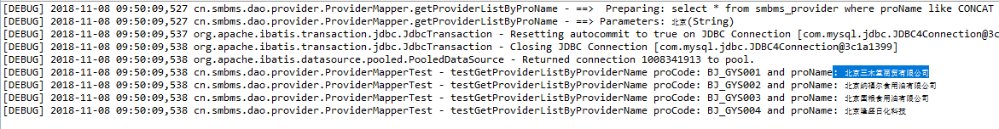 [DEBUG] 2018-11-08 09:50:09,527 cn.smbms.dao.provider.ProviderMapper.getProviderListByProName - ==>  Preparing: select * from smbms_provider where proName like CONCAT
[DEBUG] 2018-11-08 09:50:09,527 cn.smbms.dao.provider.ProviderMapper.getProviderListByProName - ==> Parameters: 北京(String)
[DEBUG] 2018-11-08 09:50:09,537 org.apache.ibatis.transaction.jdbc.JdbcTransaction - Resetting autocommit to true on JDBC Connection [com.mysql.jdbc.JDBC4Connection@3c
[DEBUG] 2018-11-08 09:50:09,538 org.apache.ibatis.transaction.jdbc.JdbcTransaction - Closing JDBC Connection [com.mysql.jdbc.JDBC4Connection@3c1a1399]
[DEBUG] 2018-11-08 09:50:09,538 org.apache.ibatis.datasource.pooled.PooledDataSource - Returned connection 1008341913 to pool.
[DEBUG] 2018-11-08 09:50:09,538 cn.smbms.dao.provider.ProviderMapperTest - testGetProviderListByProviderName proCode: BJ_GYS001 and proName: 北京三木堂商贸有限公司
[DEBUG] 2018-11-08 09:50:09,538 cn.smbms.dao.provider.ProviderMapperTest - testGetProviderListByProviderName proCode: BJ_GYS002 and proName: 北京纳福尔食用油有限公司
[DEBUG] 2018-11-08 09:50:09,538 cn.smbms.dao.provider.ProviderMapperTest - testGetProviderListByProviderName proCode: BJ_GYS003 and proName: 北京国粮食用油有限公司
[DEBUG] 2018-11-08 09:50:09,538 cn.smbms.dao.provider.ProviderMapperTest - testGetProviderListByProviderName proCode: BJ_GYS004 and proName: 北京隆盛日化科技